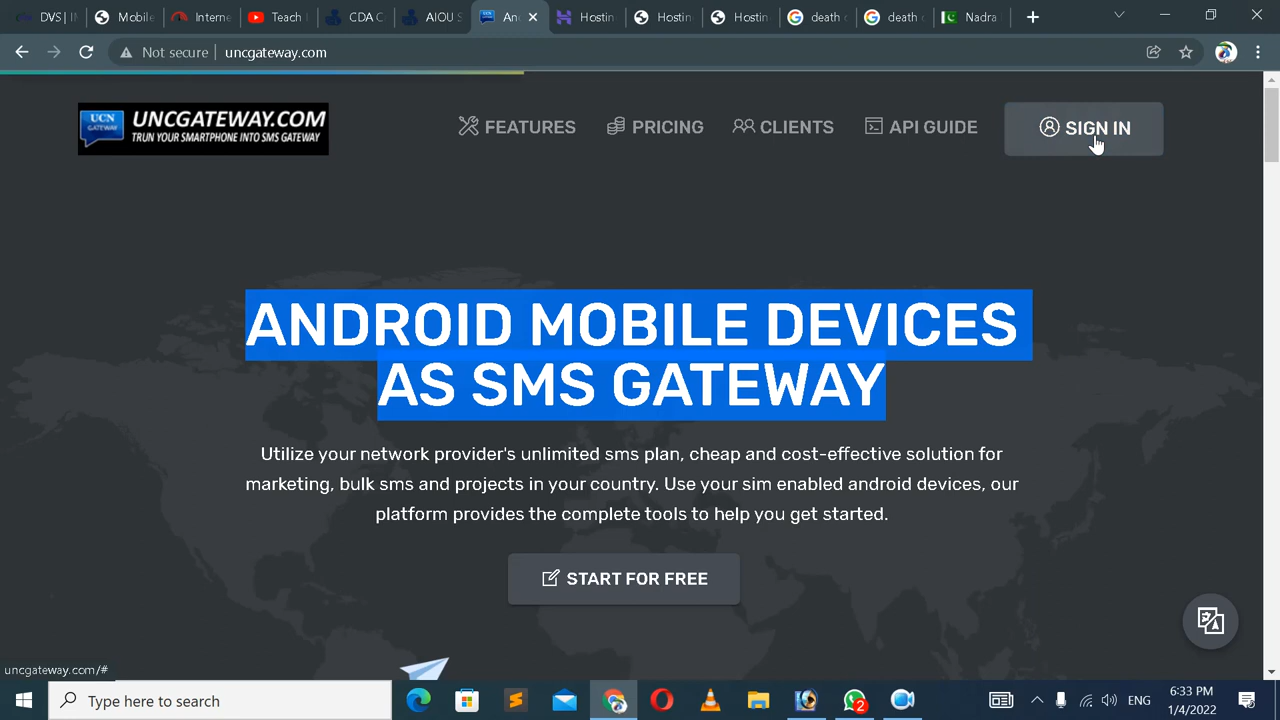 DVS | I
Mobile
Interne
Teach
CDA C
AIOU S
An
Hostin
Hostin
Hostin
death c
death c
Nadra
Not secure
uncgateway.com
UCN
GATEWAY
UNCGATEWAY.COM
TRUN YOUR SMARTPHONE INTO SMS GATEWAY
FEATURES
PRICING
CLIENTS
API GUIDE
SIGN IN
ANDROID MOBILE DEVICES
AS SMS GATEWAY
Utilize your network provider's unlimited sms plan, cheap and cost-effective solution for
marketing, bulk sms and projects in your country. Use your sim enabled android devices, our
platform provides the complete tools to help you get started.
START FOR FREE
uncgateway.com/#
Type here to search
2
ENG
6:33 PM
1/4/2022